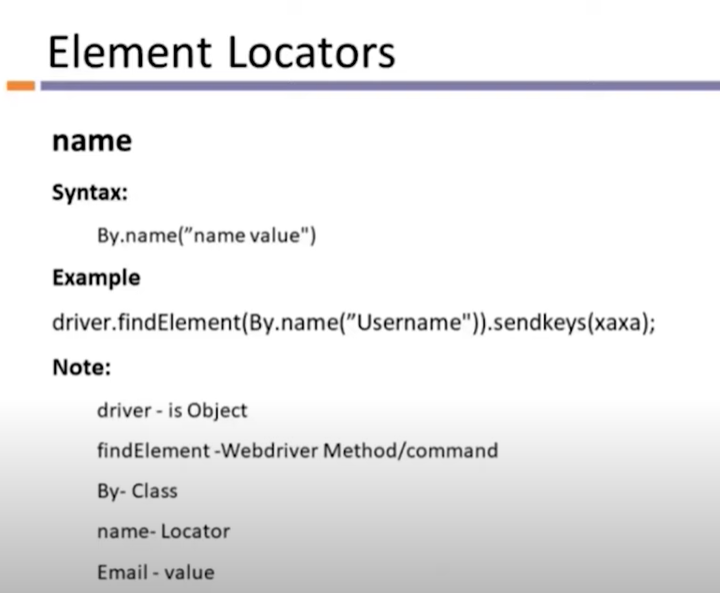 Element Locators
name
Syntax:
By.name(”name value")
Example
driver.findElement(By.name(”Username")).sendkeys(xaxa);
Note:
driver - is Object
findElement -Webdriver Method/command
By- Class
name- Locator
Email - value